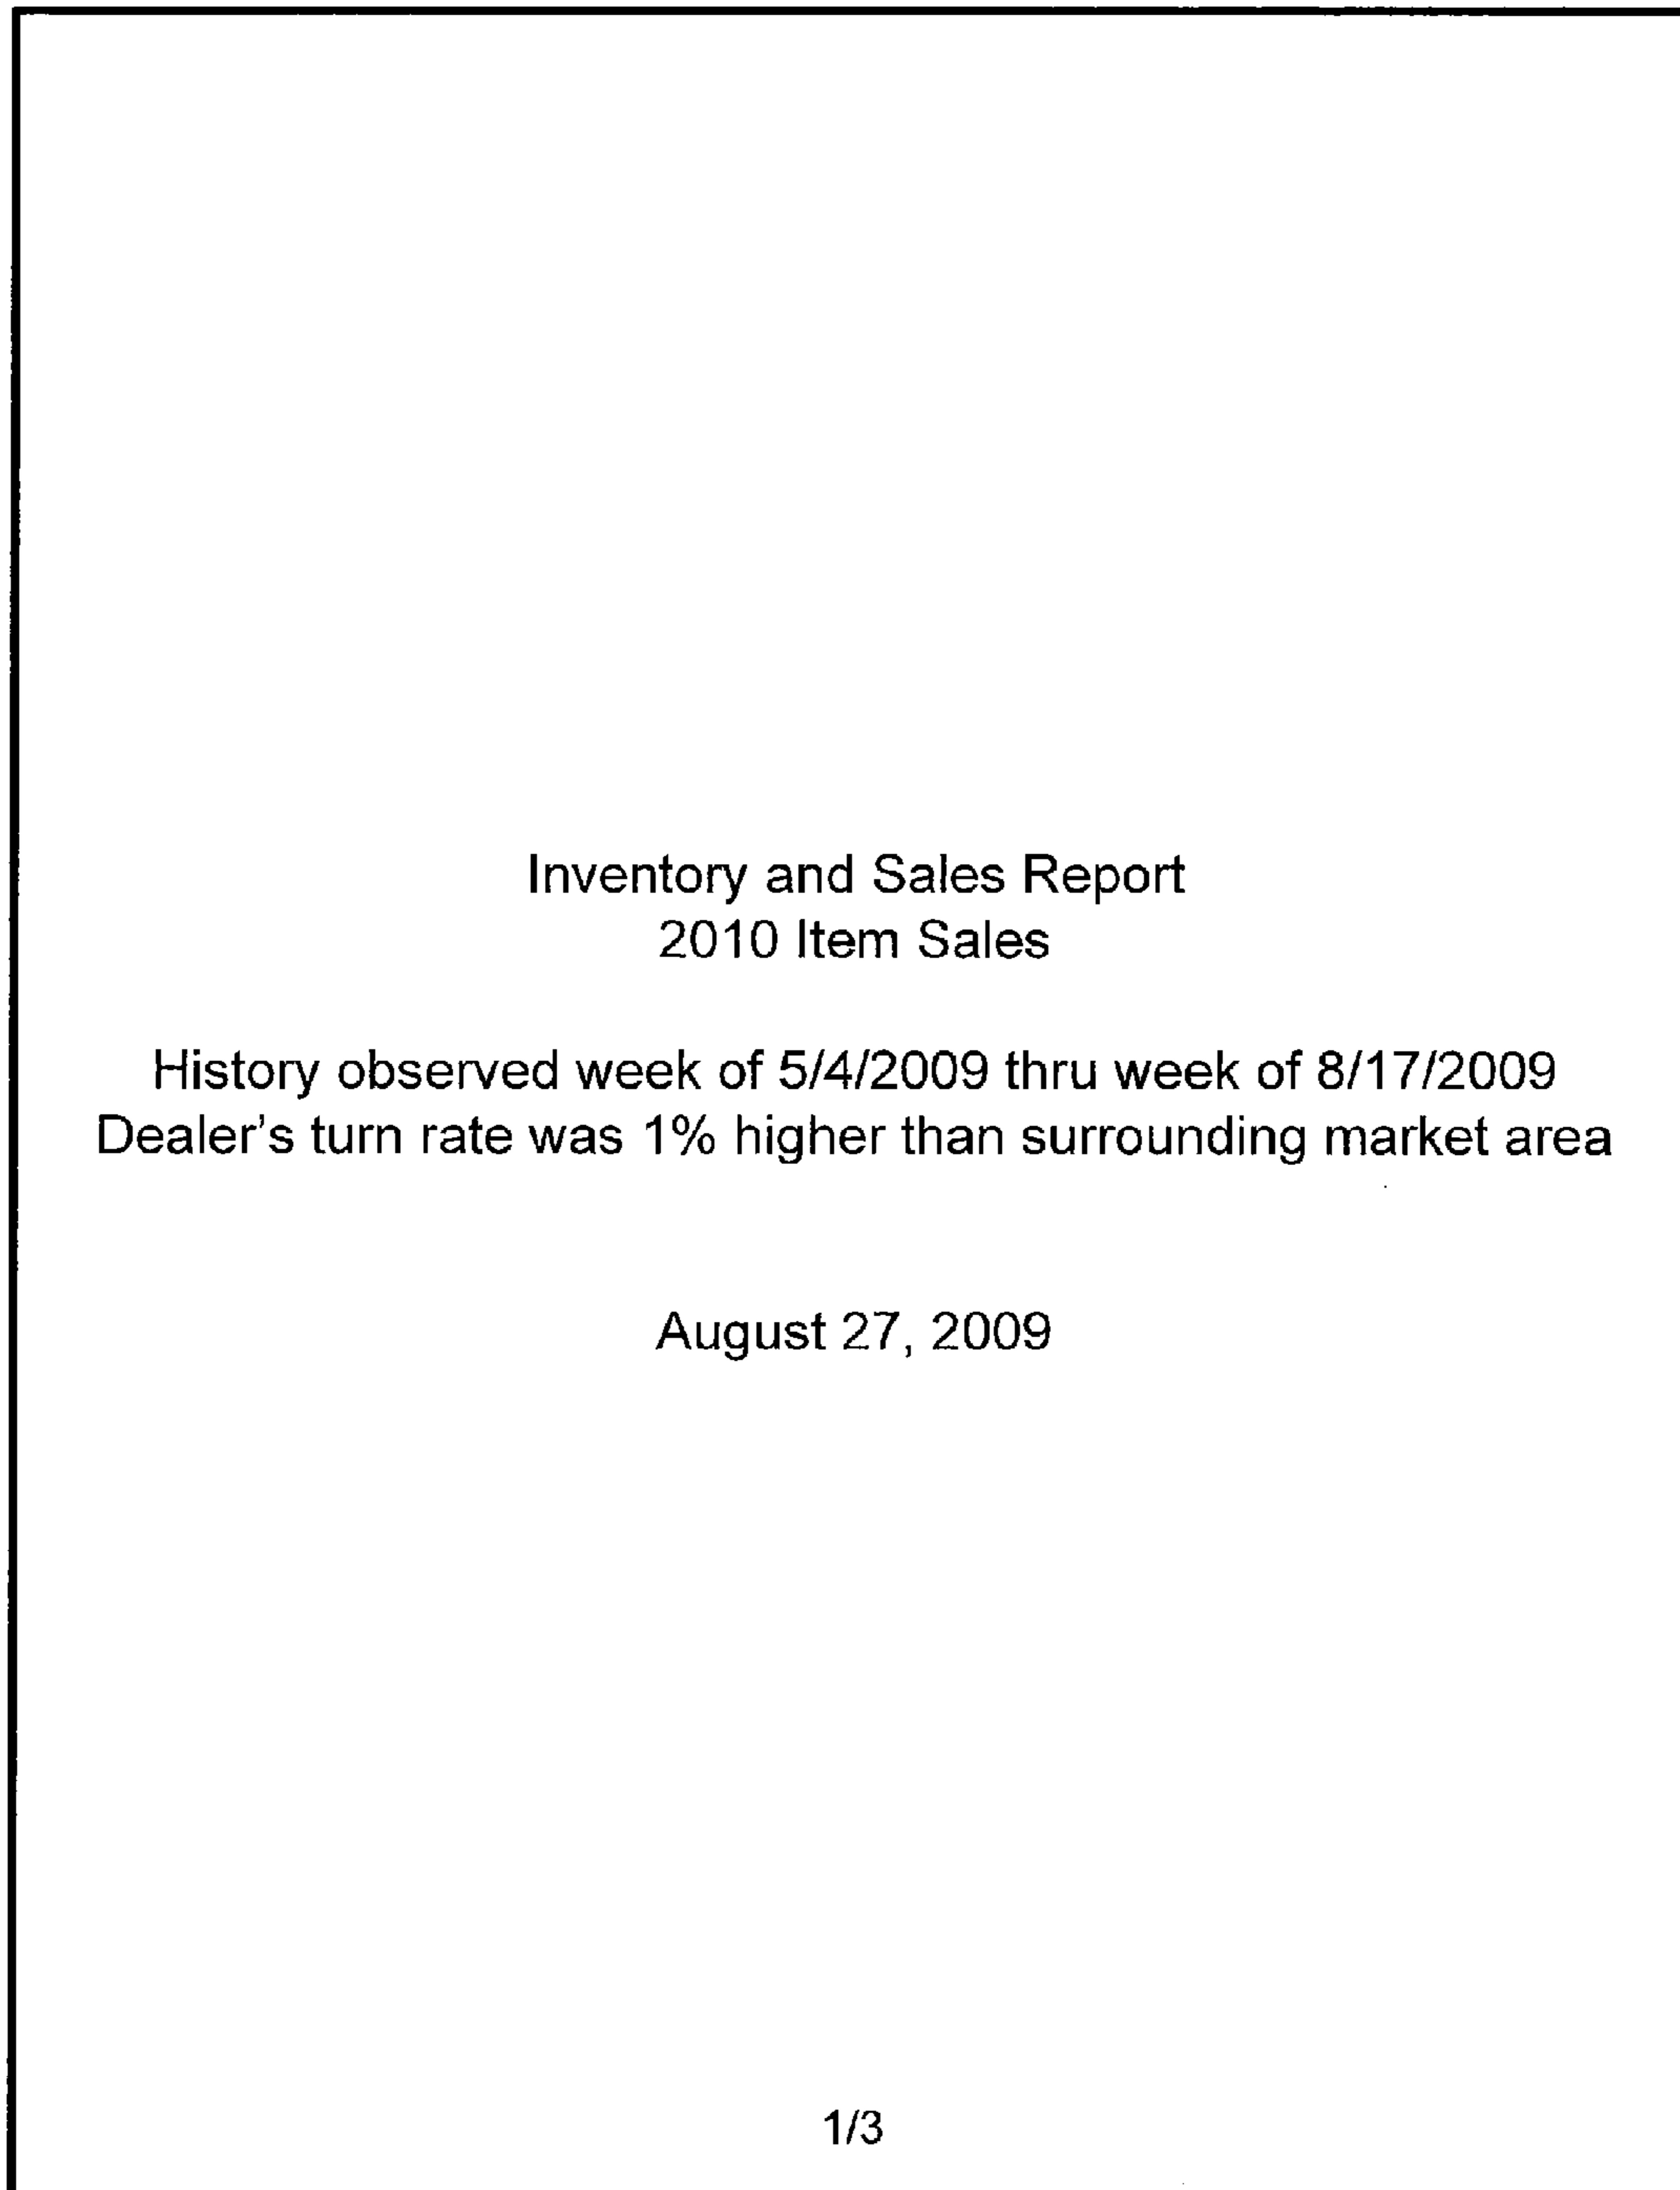 Inventory and Sales Report
2010 Item Sales
History observed week of 5/4/2009 thru week of 8/17/2009
Dealer's turn rate was 1% higher than surrounding market area
August 27, 2009
1/3